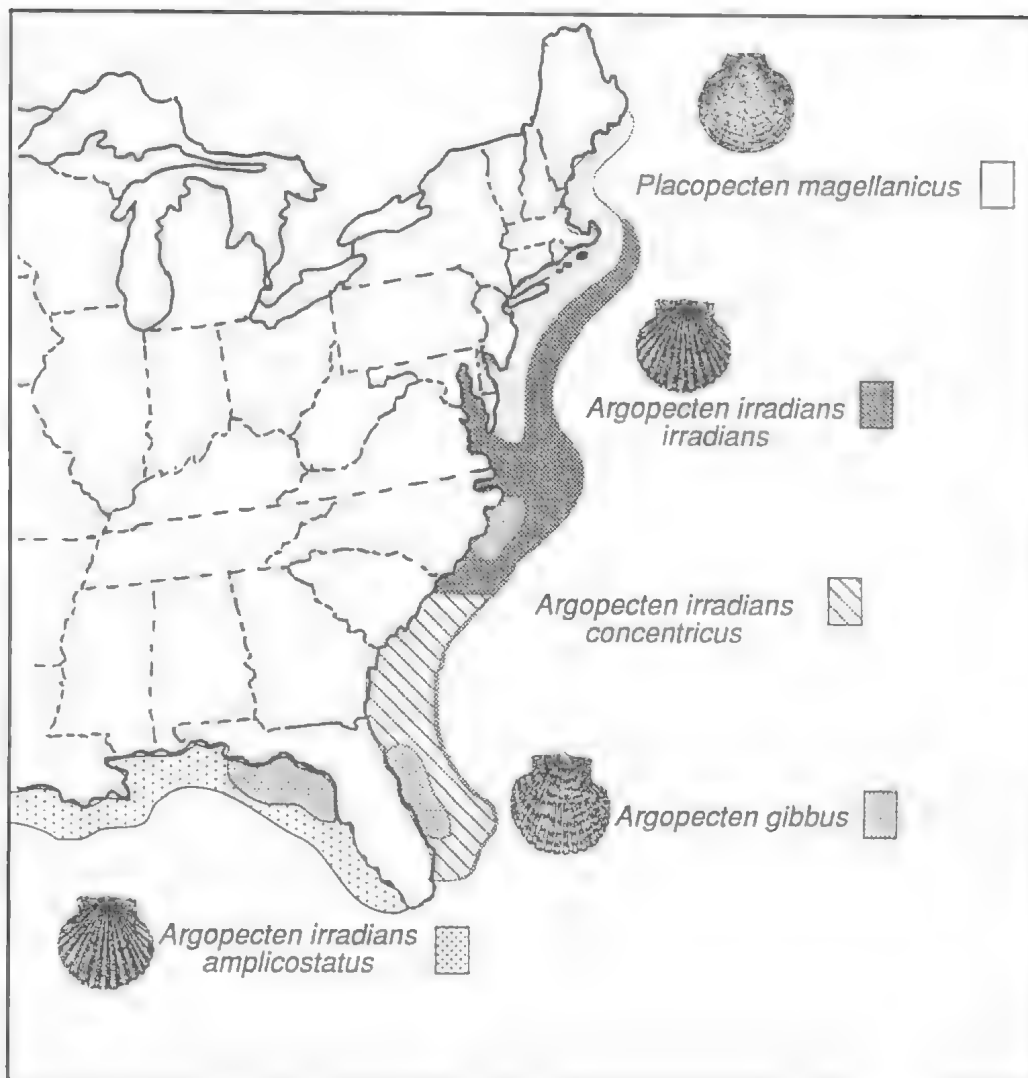 Placopecten magellanicus
Argopecten irradians
irradians
Argopecten irradians
concentricus
Argopecten gibbus
Argopecten irradians
amplicostatus